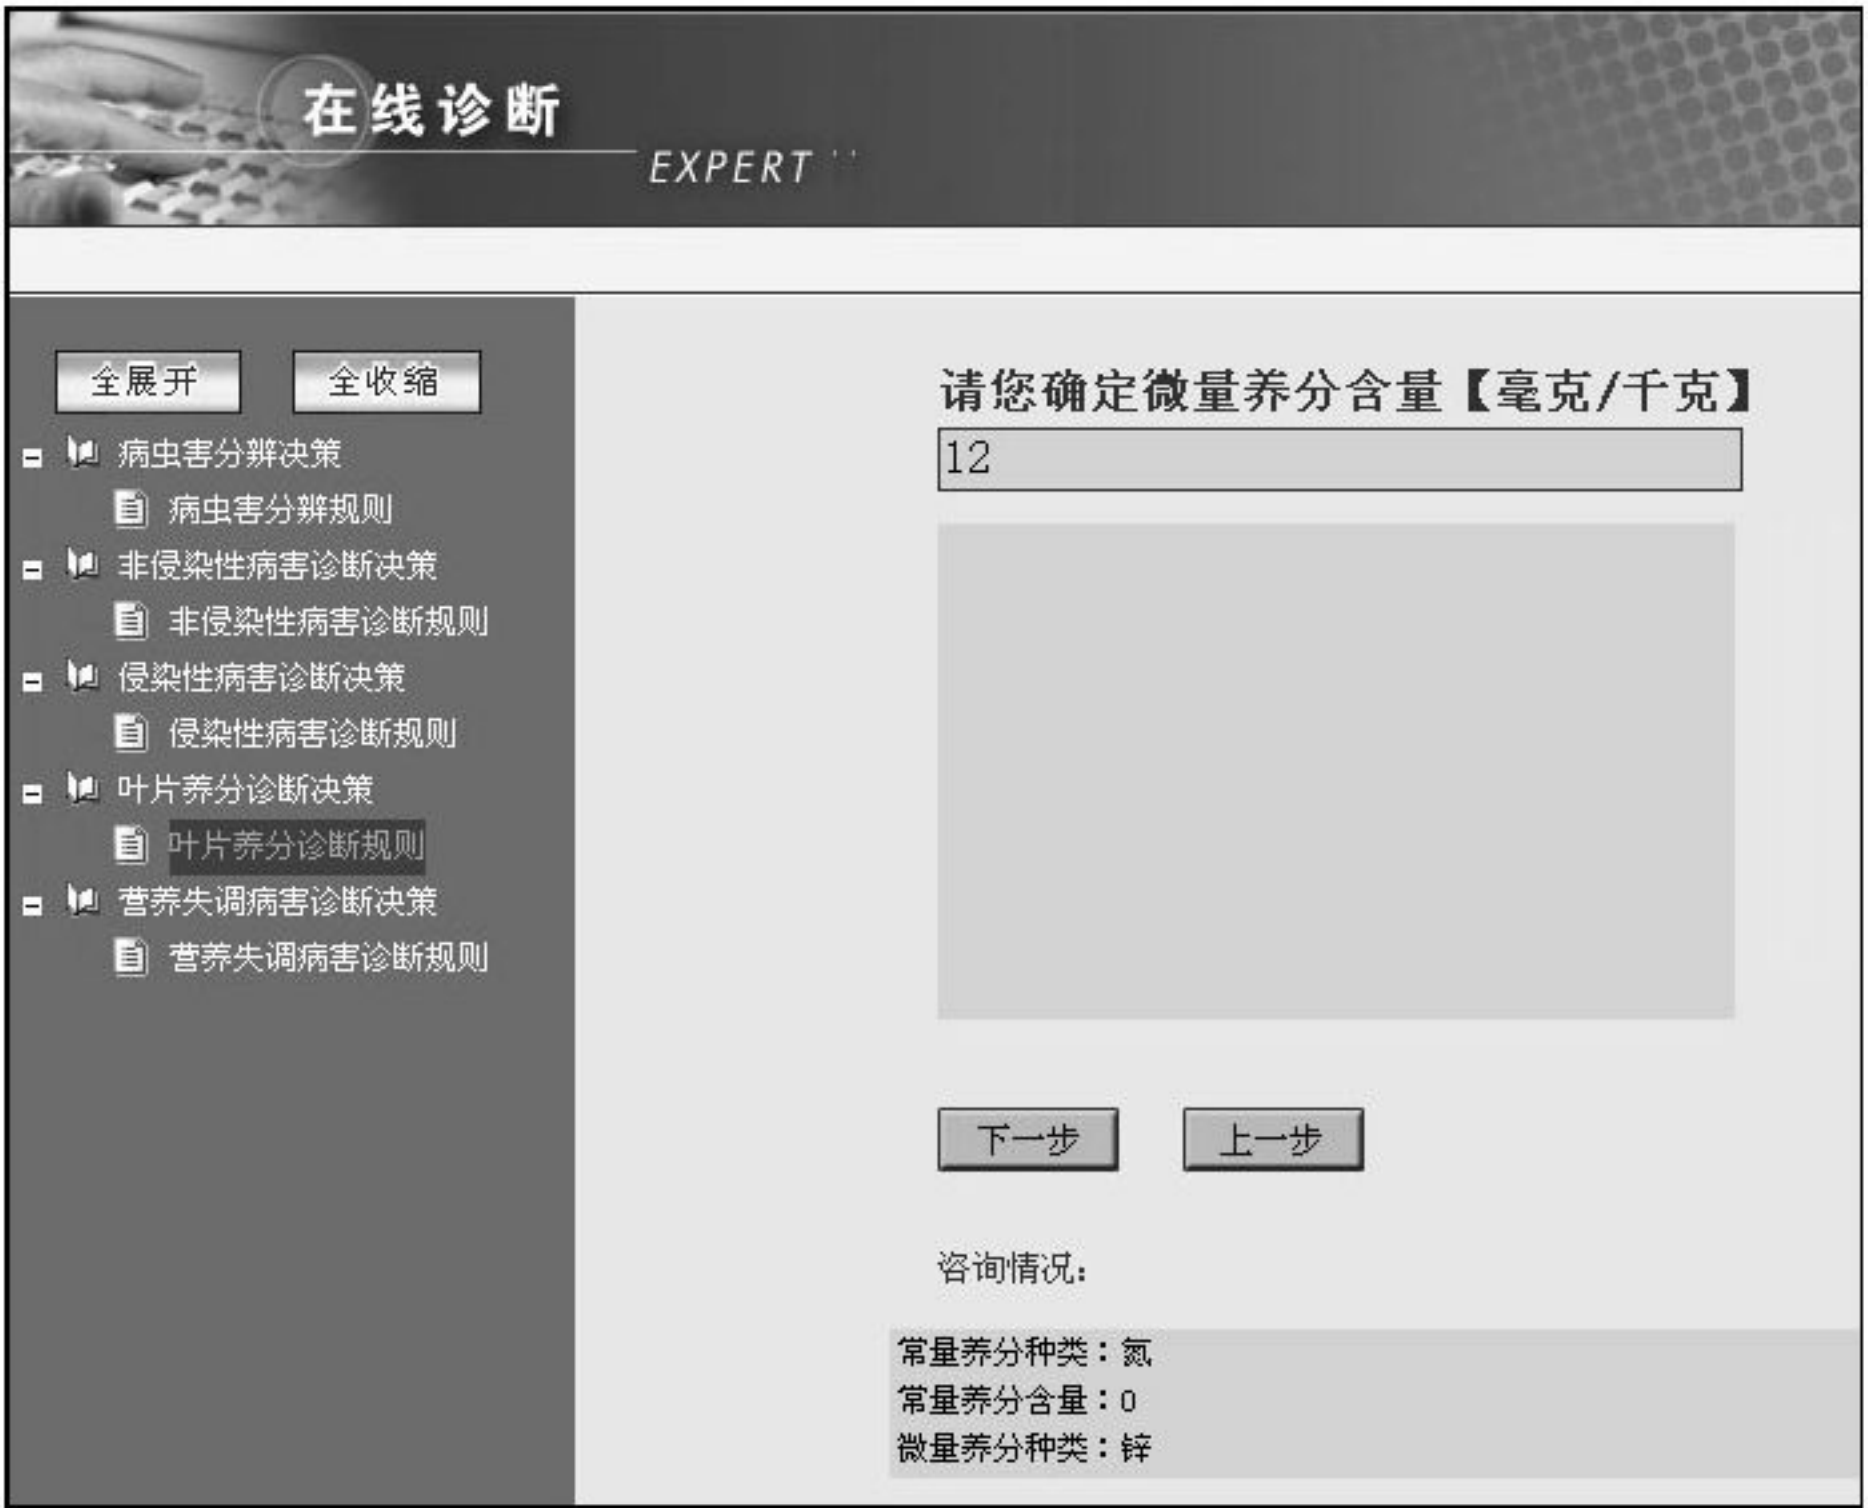 在线诊断
EXPERT
全展开 全收缩
病虫害分辨决策
病虫害分辨规则
非侵染性病害诊断决策
非侵染性病害诊断规则
侵染性病害诊断决策
侵染性病害诊断规则
叶片养分诊断决策
叶片养分诊断规则
营养失调病害诊断决策
营养失调病害诊断规则
请您确定微量养分含量【毫克/千克】
12
下一步 上一步
咨询情况：
常量养分种类：氮
常量养分含量：0
微量养分种类：锌